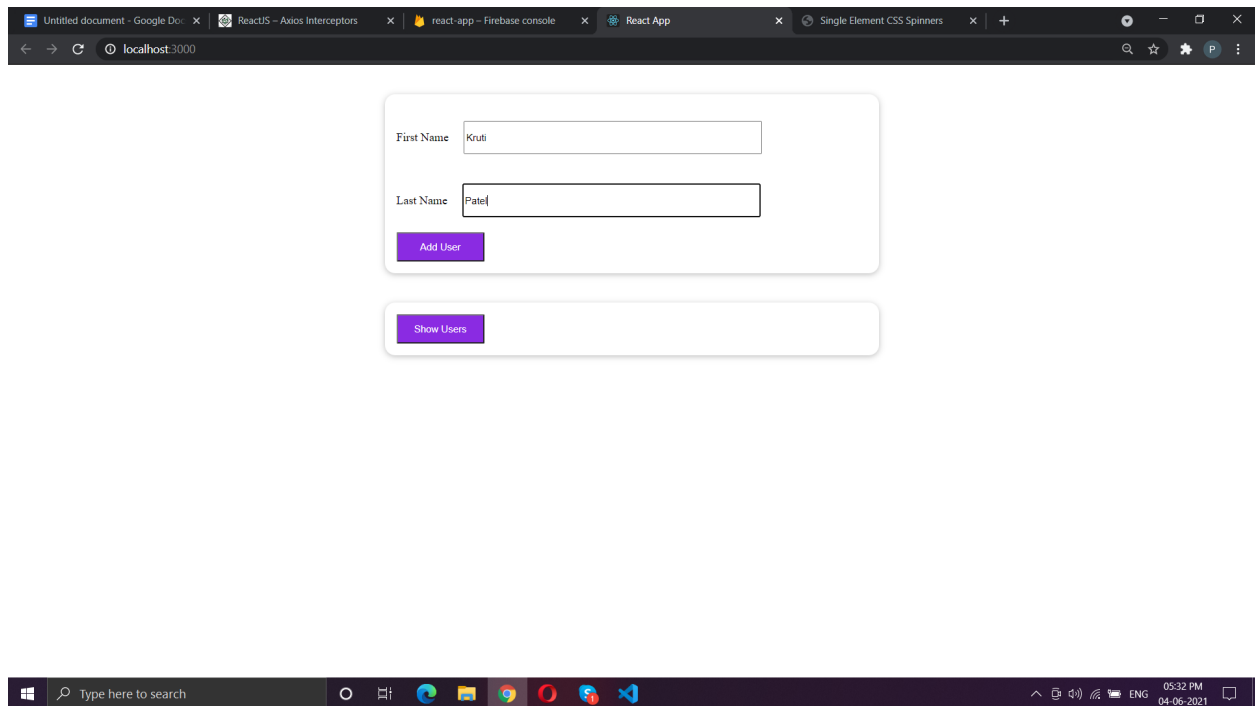 Untitled document - Google Doc
ReactJS – Axios Interceptors
react-app – Firebase console
React App
Single Element CSS Spinners
localhost:3000
P
First Name
Kruti
Last Name
Patel
Add User
Show Users
Type here to search
1
ENG
05:32 PM
04-06-2021